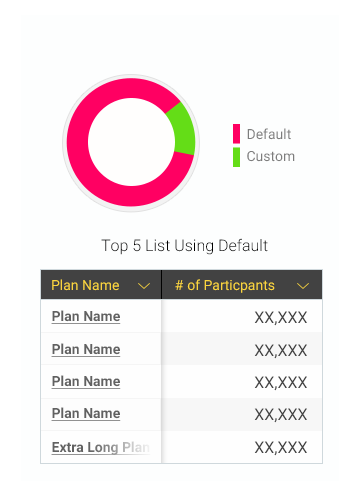 Default
Custom
Top 5 List Using Default
Plan Name # of Particpants
Plan Name XX,XXX
Plan Name XX,XXX
Plan Name XX,XXX
Plan Name XX,XXX
Extra Long Plan XX,XXX